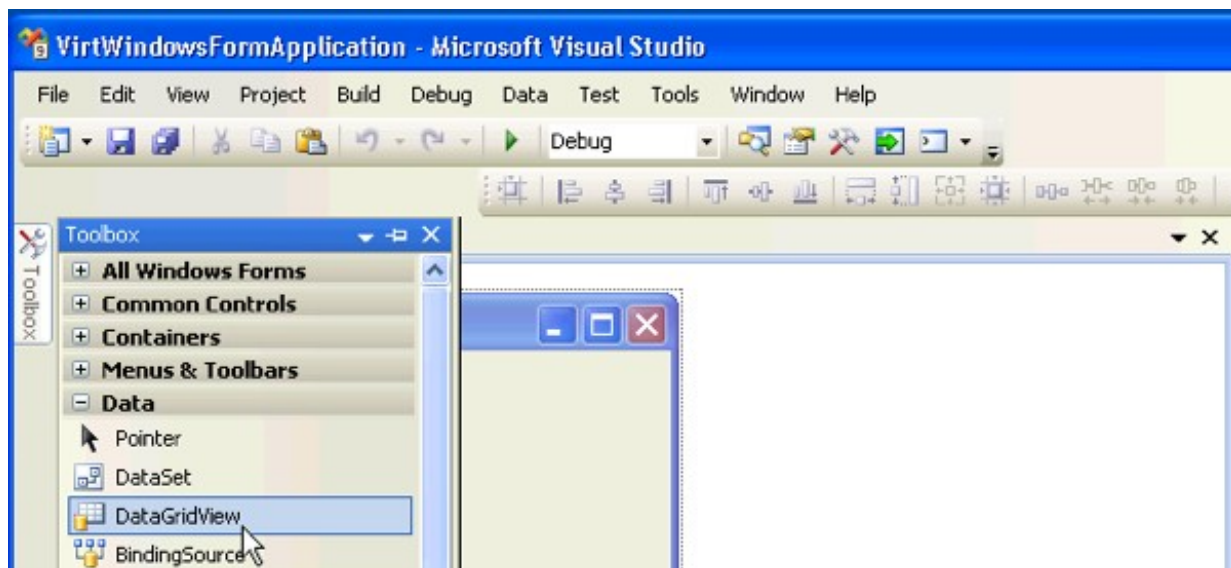 VirtWindowsFormApplication - Microsoft Visual Studio
File Edit View Project Build Debug Data Test Tools Window Help
Debug
Toolbox
Toolbox
All Windows Forms
Common Controls
Containers
Menus & Toolbars
Data
Pointer
DataSet
DataGridView
BindingSource